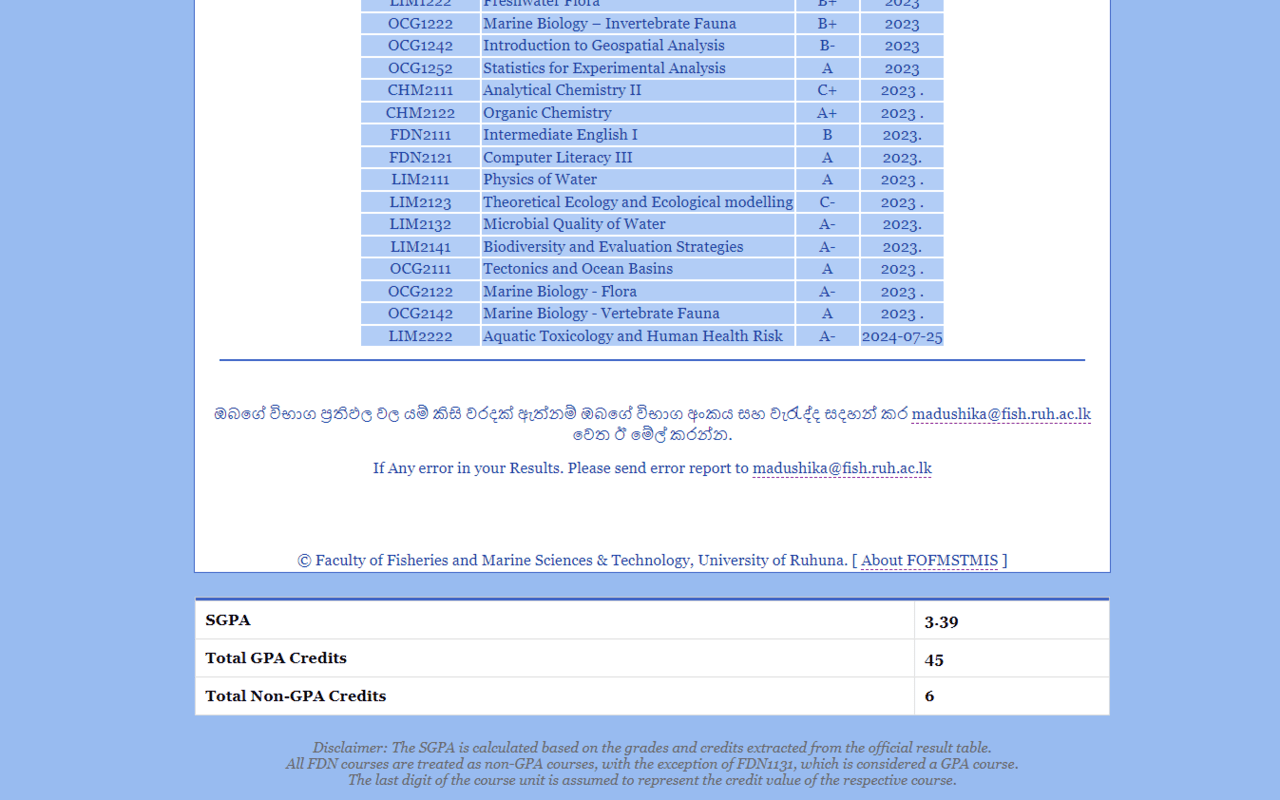 LIM1222 Freshwater Flora B+ 2023
OCG1222 Marine Biology – Invertebrate Fauna B+ 2023
OCG1242 Introduction to Geospatial Analysis B- 2023
OCG1252 Statistics for Experimental Analysis A 2023
CHM2111 Analytical Chemistry II C+ 2023 .
CHM2122 Organic Chemistry A+ 2023 .
FDN2111 Intermediate English I B 2023.
FDN2121 Computer Literacy III A 2023.
LIM2111 Physics of Water A 2023 .
LIM2123 Theoretical Ecology and Ecological modelling C- 2023 .
LIM2132 Microbial Quality of Water A- 2023.
LIM2141 Biodiversity and Evaluation Strategies A- 2023.
OCG2111 Tectonics and Ocean Basins A 2023 .
OCG2122 Marine Biology - Flora A- 2023 .
OCG2142 Marine Biology - Vertebrate Fauna A 2023 .
LIM2222 Aquatic Toxicology and Human Health Risk A- 2024-07-25
ඔබගේ විභාග ප්‍රතිඵල වල යම් කිසි වරදක් ඇත්නම් ඔබගේ විභාග අංකය සහ වැරැද්ද සඳහන් කර madushika@fish.ruh.ac.lk
වෙත ඊ මේල් කරන්න.
If Any error in your Results. Please send error report to madushika@fish.ruh.ac.lk
© Faculty of Fisheries and Marine Sciences & Technology, University of Ruhuna. [ About FOFMSTMIS ]
SGPA 3.39
Total GPA Credits 45
Total Non-GPA Credits 6
Disclaimer: The SGPA is calculated based on the grades and credits extracted from the official result table.
All FDN courses are treated as non-GPA courses, with the exception of FDN1131, which is considered a GPA course.
The last digit of the course unit is assumed to represent the credit value of the respective course.